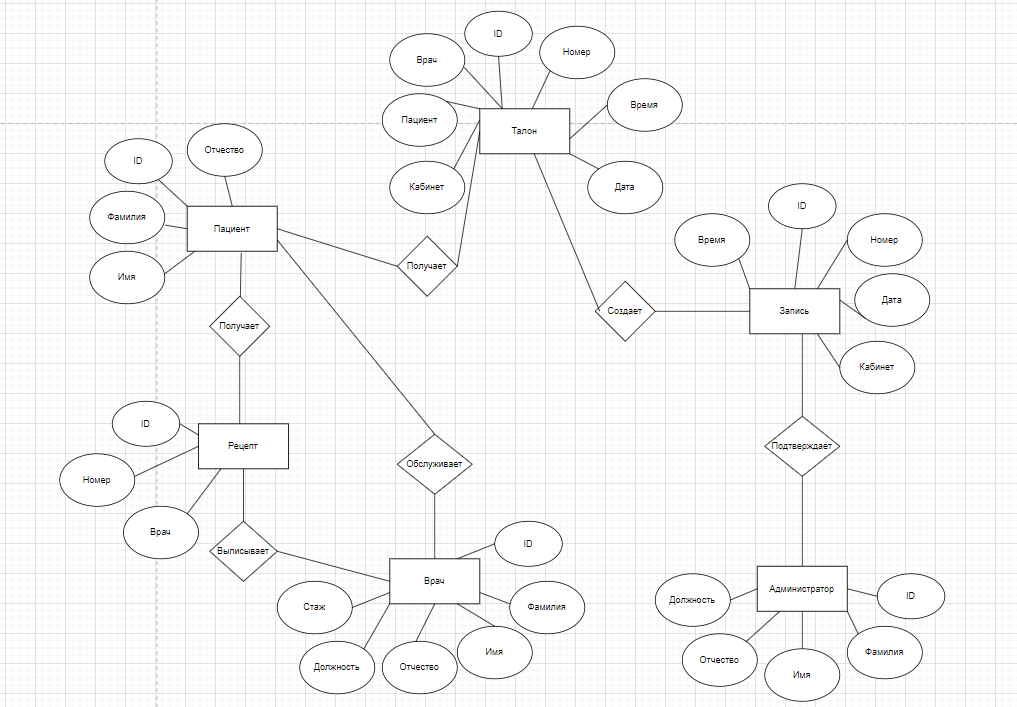 ID
Врач
Номер
Пациент
Время
Талон
Кабинет
Дата
ID
Отчество
Фамилия
Пациент
Имя
Получает
Получает
ID
Время
Номер
Дата
Создает
Запись
Кабинет
ID
Рецепт
Номер
Врач
Выписывает
Обслуживает
Подтверждает
ID
Врач
Стаж
Фамилия
Должность
Отчество
Имя
Должность
Администратор
ID
Отчество
Имя
Фамилия